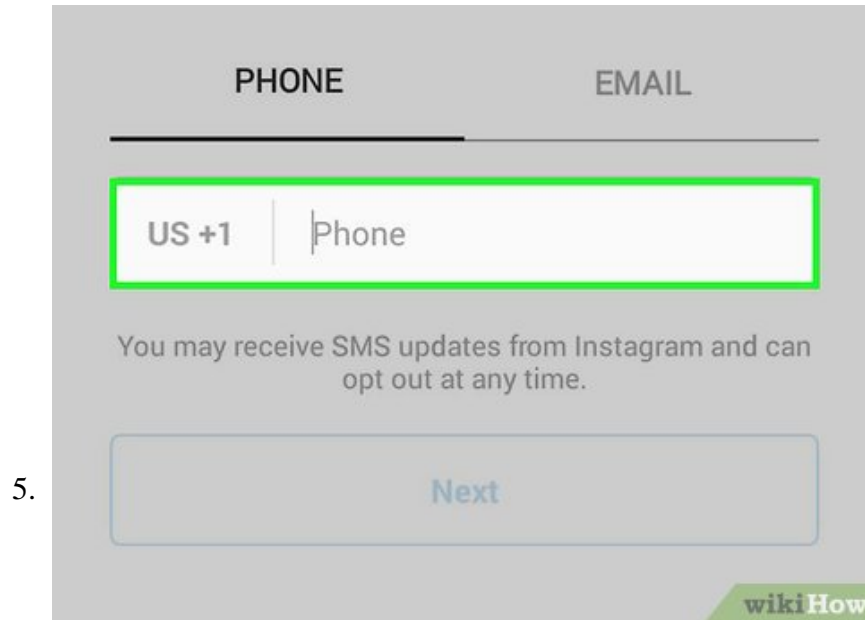 PHONE EMAIL
US +1 Phone
You may receive SMS updates from Instagram and can
opt out at any time.
5.
Next
wikiHow